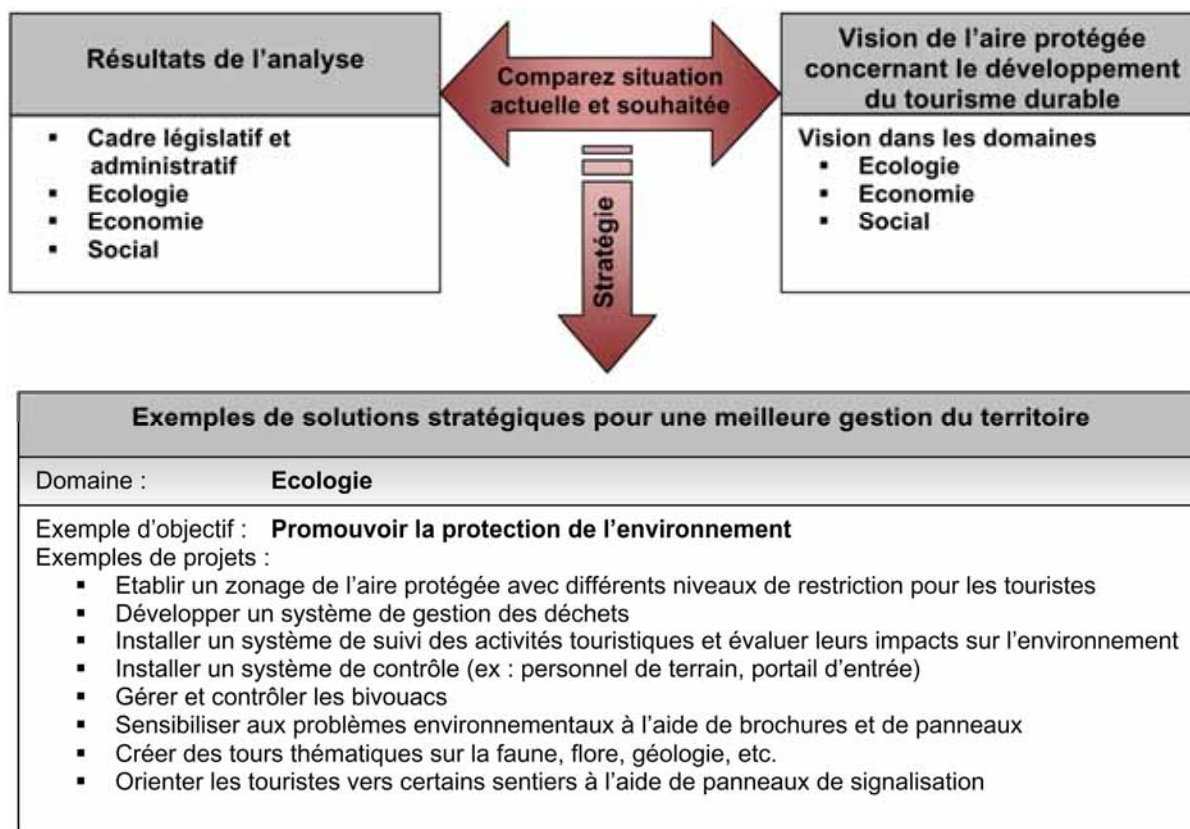 Résultats de l'analyse
▪ Cadre législatif et
administratif
▪ Ecologie
▪ Economie
▪ Social
Comparez situation
actuelle et souhaitée
Vision de l'aire protégée
concernant le développement
du tourisme durable
Vision dans les domaines
▪ Ecologie
▪ Economie
▪ Social
Stratégie
Exemples de solutions stratégiques pour une meilleure gestion du territoire
Domaine : Ecologie
Exemple d'objectif : Promouvoir la protection de l'environnement
Exemples de projets :
▪ Etablir un zonage de l'aire protégée avec différents niveaux de restriction pour les touristes
▪ Développer un système de gestion des déchets
▪ Installer un système de suivi des activités touristiques et évaluer leurs impacts sur l'environnement
▪ Installer un système de contrôle (ex : personnel de terrain, portail d'entrée)
▪ Gérer et contrôler les bivouacs
▪ Sensibiliser aux problèmes environnementaux à l'aide de brochures et de panneaux
▪ Créer des tours thématiques sur la faune, flore, géologie, etc.
▪ Orienter les touristes vers certains sentiers à l'aide de panneaux de signalisation